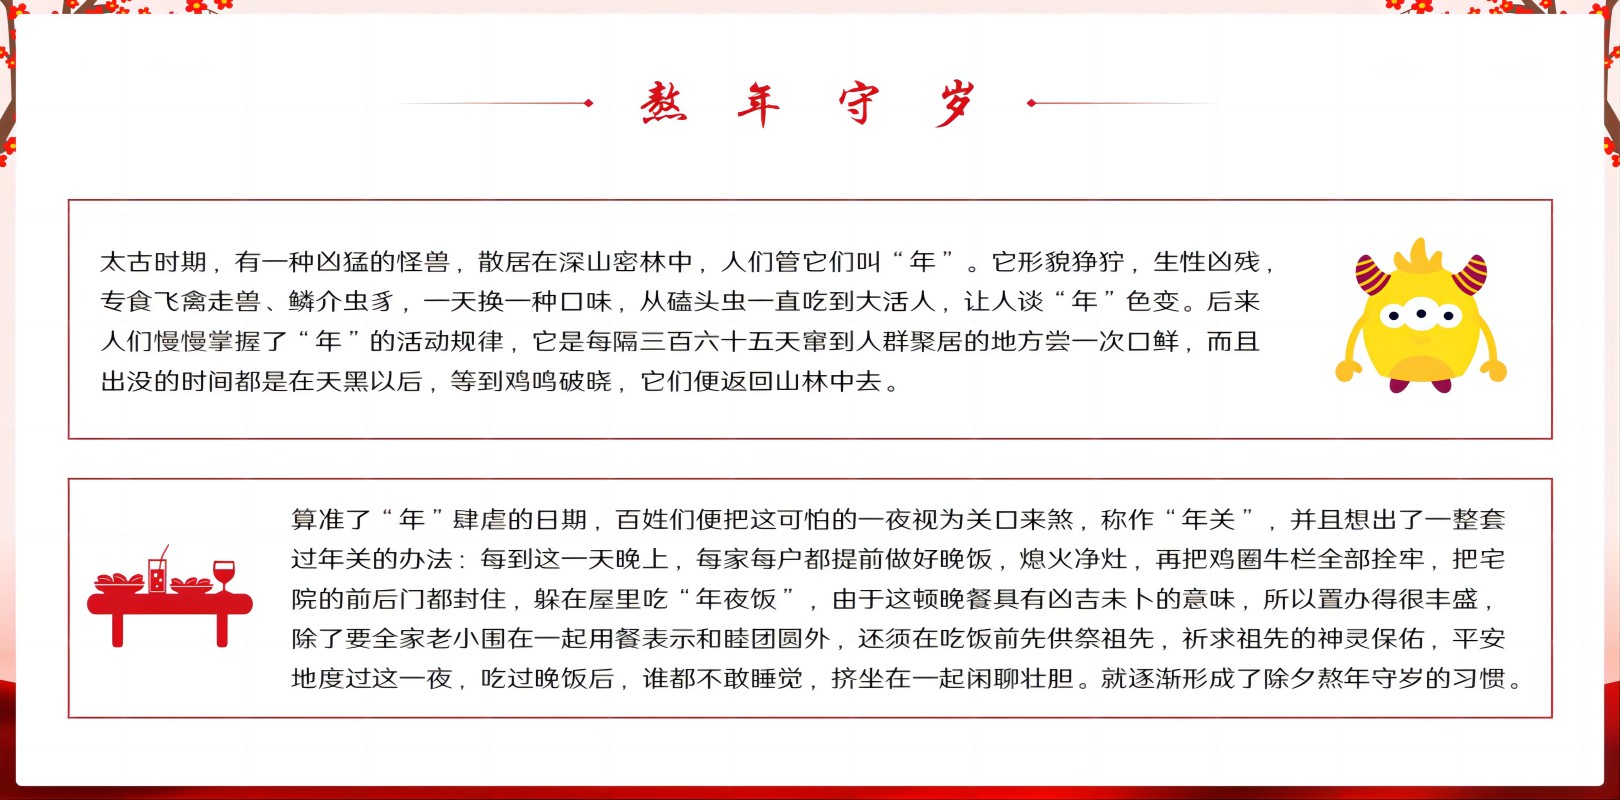 熬年守岁
太古时期，有一种凶猛的怪兽，散居在深山密林中，人们管它们叫“年”。它形貌狰狞，生性凶残，
专食飞禽走兽、鳞介虫豸，一天换一种口味，从磕头虫一直吃到大活人，让人谈“年”色变。后来
人们慢慢掌握了“年”的活动规律，它是每隔三百六十五天窜到人群聚居的地方尝一次口鲜，而且
出没的时间都是在天黑以后，等到鸡鸣破晓，它们便返回山林中去。
算准了“年”肆虐的日期，百姓们便把这可怕的一夜视为关口来煞，称作“年关”，并且想出了一整套
过年关的办法：每到这一天晚上，每家每户都提前做好晚饭，熄火净灶，再把鸡圈牛栏全部拴牢，把宅
院的前后门都封住，躲在屋里吃“年夜饭”，由于这顿晚餐具有凶吉未卜的意味，所以置办得很丰盛，
除了要全家老小围在一起用餐表示和睦团圆外，还须在吃饭前先供祭祖先，祈求祖先的神灵保佑，平安
地度过这一夜，吃过晚饭后，谁都不敢睡觉，挤坐在一起闲聊壮胆。就逐渐形成了除夕熬年守岁的习惯。